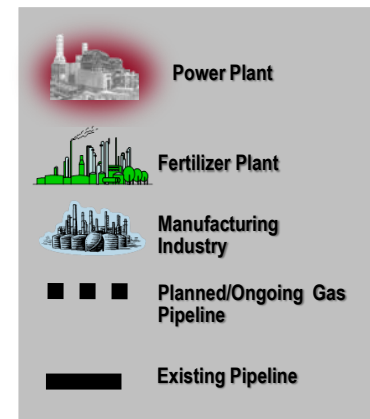 Power Plant
Fertilizer Plant
Manufacturing
Industry
Planned/Ongoing Gas
Pipeline
Existing Pipeline